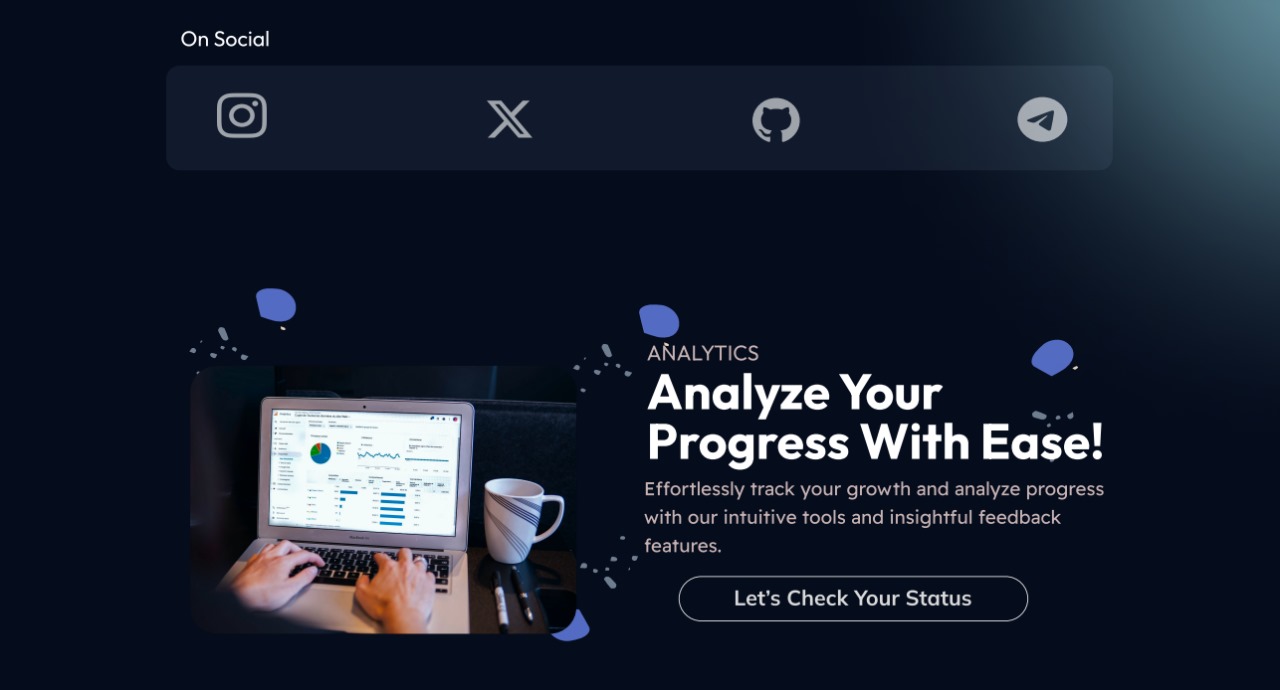 On Social
ANALYTICS
Analyze Your
Progress With Ease!
Effortlessly track your growth and analyze progress
with our intuitive tools and insightful feedback
features.
Let's Check Your Status